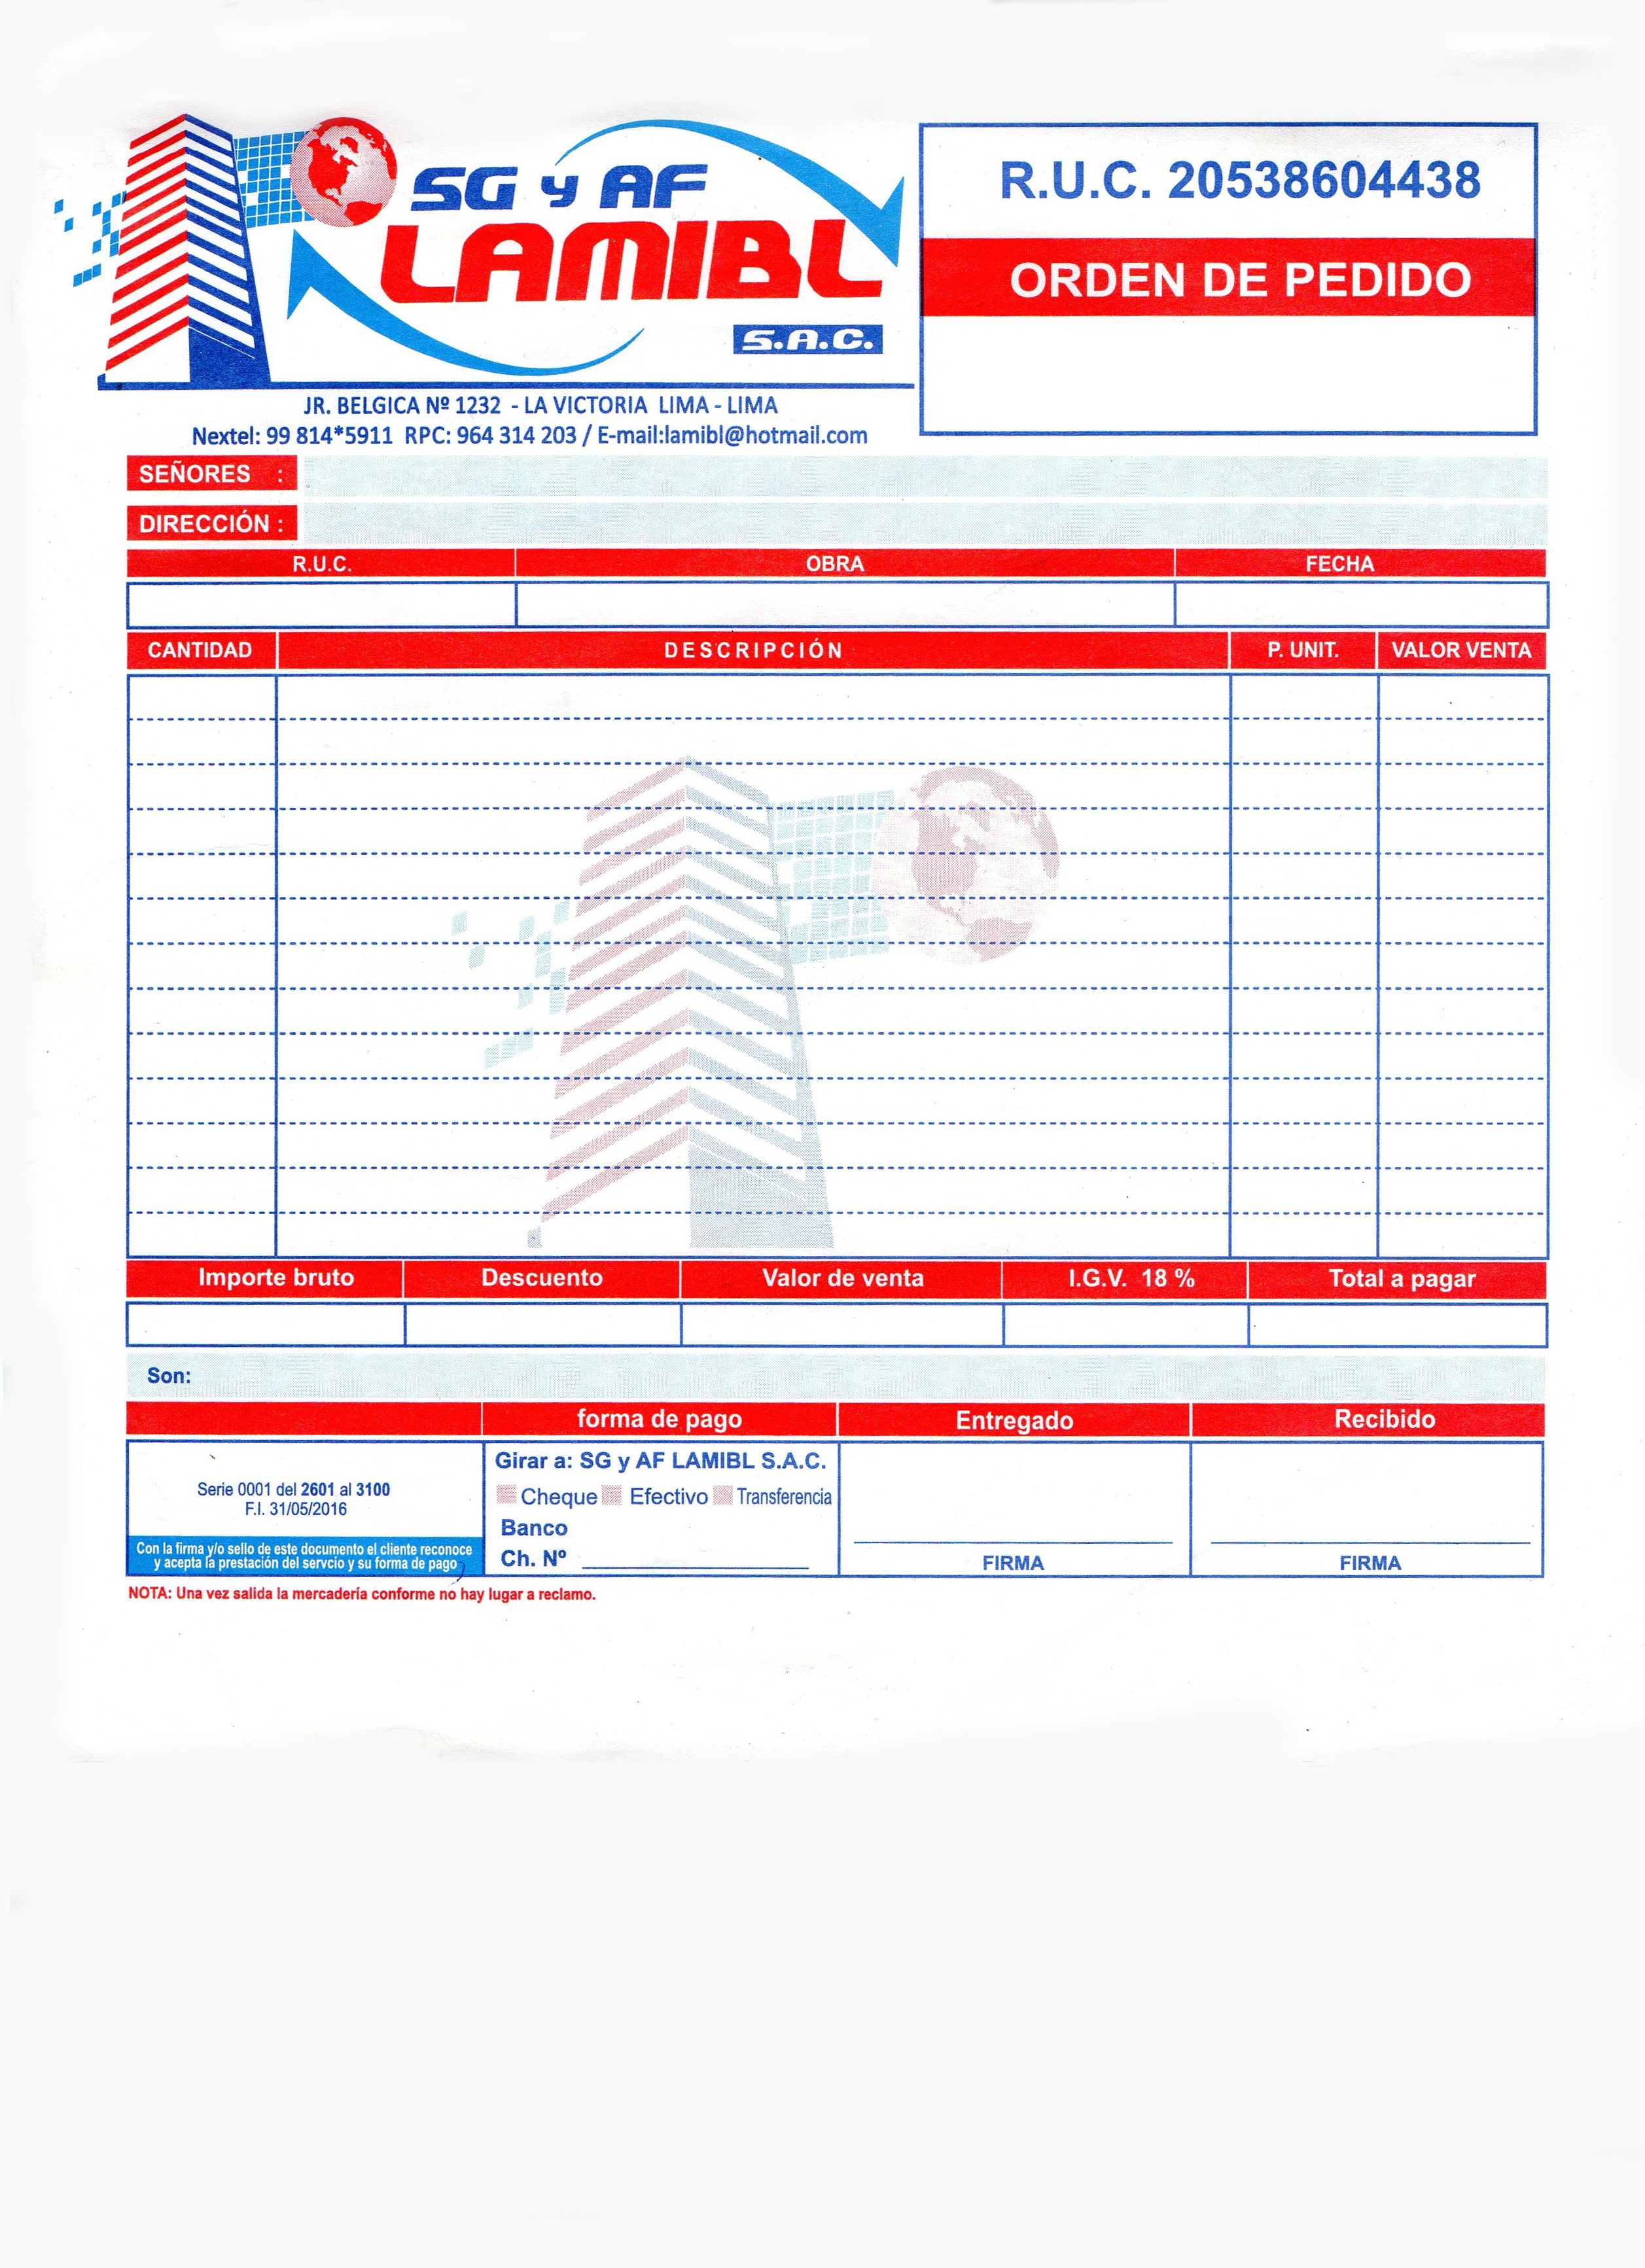 SG y AF
LAMIBL
S.A.C.
JR. BELGICA Nº 1232 - LA VICTORIA LIMA - LIMA
Nextel: 99 814*5911 RPC: 964 314 203 / E-mail:lamibl@hotmail.com
R.U.C. 20538604438
ORDEN DE PEDIDO
SEÑORES :
DIRECCIÓN :
R.U.C. OBRA FECHA
CANTIDAD DESCRIPCIÓN P. UNIT. VALOR VENTA
Importe bruto Descuento Valor de venta I.G.V. 18 % Total a pagar
Son:
forma de pago Entregado Recibido
Serie 0001 del 2601 al 3100
F.I. 31/05/2016
Con la firma y/o sello de este documento el cliente reconoce
y acepta la prestación del servcio y su forma de pago
Girar a: SG y AF LAMIBL S.A.C.
Cheque Efectivo Transferencia
Banco
Ch. Nº
FIRMA
FIRMA
NOTA: Una vez salida la mercadería conforme no hay lugar a reclamo.